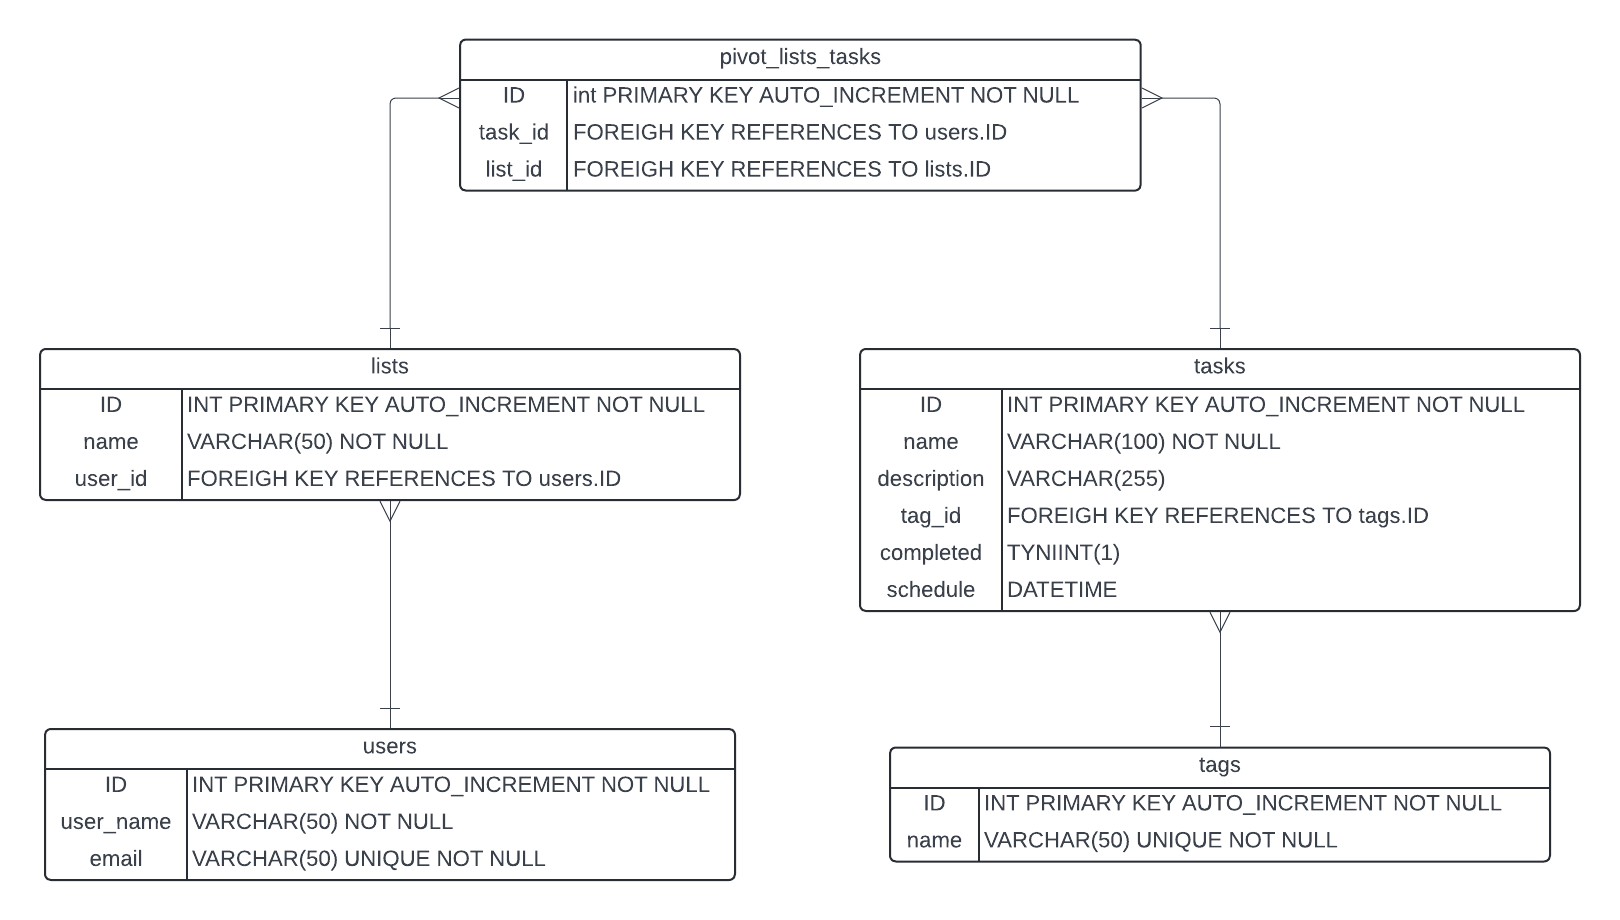 pivot_lists_tasks
ID int PRIMARY KEY AUTO_INCREMENT NOT NULL
task_id FOREIGH KEY REFERENCES TO users.ID
list_id FOREIGH KEY REFERENCES TO lists.ID
lists
ID INT PRIMARY KEY AUTO_INCREMENT NOT NULL
name VARCHAR(50) NOT NULL
user_id FOREIGH KEY REFERENCES TO users.ID
tasks
ID INT PRIMARY KEY AUTO_INCREMENT NOT NULL
name VARCHAR(100) NOT NULL
description VARCHAR(255)
tag_id FOREIGH KEY REFERENCES TO tags.ID
completed TYNIINT(1)
schedule DATETIME
users
ID INT PRIMARY KEY AUTO_INCREMENT NOT NULL
user_name VARCHAR(50) NOT NULL
email VARCHAR(50) UNIQUE NOT NULL
tags
ID INT PRIMARY KEY AUTO_INCREMENT NOT NULL
name VARCHAR(50) UNIQUE NOT NULL